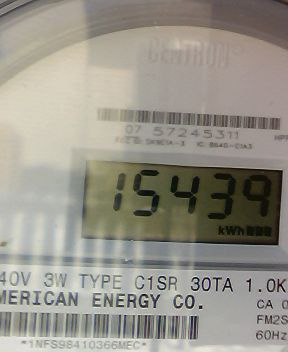 CENTRON®
07 57245311
15439
kWh
40V 3W TYPE C1SR 30TA 1.0K
MERICAN ENERGY CO.
CA 0
FM2S
60Hz
*1NFS98410366MEC*